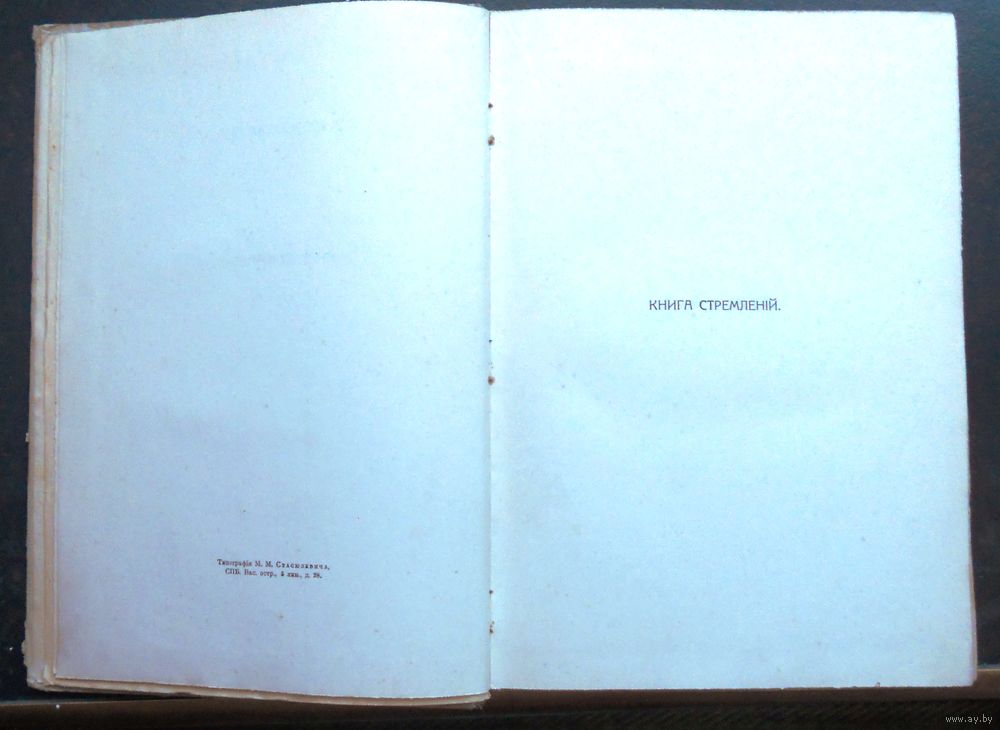 Типографія М. М. Стасюлевича,
СПБ. Вас. остр., 5 лин., д. 28.
КНИГА СТРЕМЛЕНІЙ.
www.ay.by